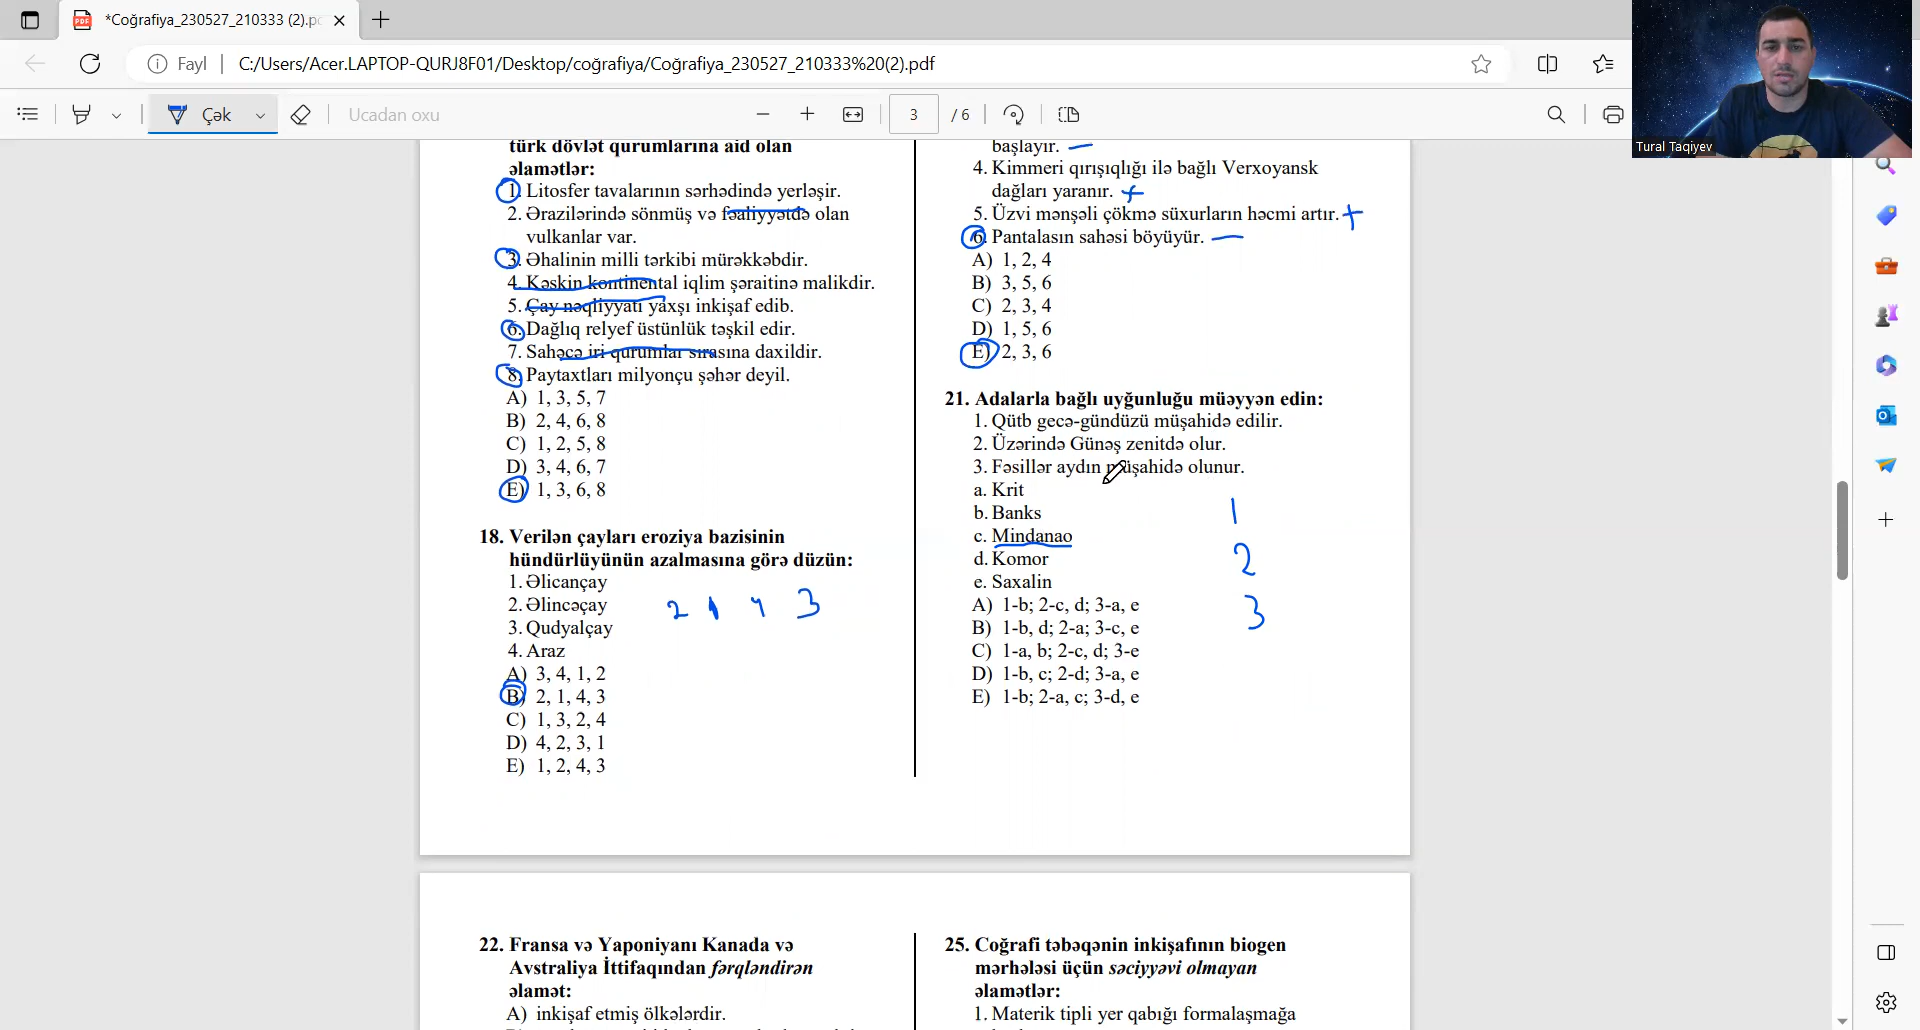 *Coğrafiya_230527_210333 (2).pc
Fayl
C:/Users/Acer.LAPTOP-QURJ8F01/Desktop/coğrafiya/Coğrafiya_230527_210333%20(2).pdf
Çək
Ucadan oxu
3
/ 6
Tural Taqiyev
türk dövlət qurumlarına aid olan
əlamətlər:
1. Litosfer tavalarının sərhədində yerləşir.
2. Ərazilərində sönmüş və fəaliyyətdə olan
vulkanlar var.
3. Əhalinin milli tərkibi mürəkkəbdir.
4. Kəskin kontinental iqlim şəraitinə malikdir.
5. Çay nəqliyyatı yaxşı inkişaf edib.
6. Dağlıq relyef üstünlük təşkil edir.
7. Sahəcə iri qurumlar sırasına daxildir.
8. Paytaxtları milyonçu şəhər deyil.
A) 1, 3, 5, 7
B) 2, 4, 6, 8
C) 1, 2, 5, 8
D) 3, 4, 6, 7
E) 1, 3, 6, 8
18. Verilən çayları eroziya bazisinin
hündürlüyünün azalmasına görə düzün:
1. Əlicançay
2. Əlincəçay
3. Qudyalçay
4. Araz
2 1 4 3
A) 3, 4, 1, 2
B) 2, 1, 4, 3
C) 1, 3, 2, 4
D) 4, 2, 3, 1
E) 1, 2, 4, 3
başlayır.
4. Kimmeri qırışıqlığı ilə bağlı Verxoyansk
dağları yaranır. +
5. Üzvi mənşəli çökmə süxurların həcmi artır. +
6. Pantalasın sahəsi böyüyür.
A) 1, 2, 4
B) 3, 5, 6
C) 2, 3, 4
D) 1, 5, 6
E) 2, 3, 6
21. Adalarla bağlı uyğunluğu müəyyən edin:
1. Qütb gecə-gündüzü müşahidə edilir.
2. Üzərində Günəş zenitdə olur.
3. Fəsillər aydın müşahidə olunur.
a. Krit
b. Banks
c. Mindanao
d. Komor
e. Saxalin
1
2
3
A) 1-b; 2-c, d; 3-a, e
B) 1-b, d; 2-a; 3-c, e
C) 1-a, b; 2-c, d; 3-e
D) 1-b, c; 2-d; 3-a, e
E) 1-b; 2-a, c; 3-d, e
22. Fransa və Yaponiyanı Kanada və
Avstraliya İttifaqından fərqləndirən
əlamət:
A) inkişaf etmiş ölkələrdir.
25. Coğrafi təbəqənin inkişafının biogen
mərhələsi üçün səciyyəvi olmayan
əlamətlər:
1. Materik tipli yer qabığı formalaşmağa